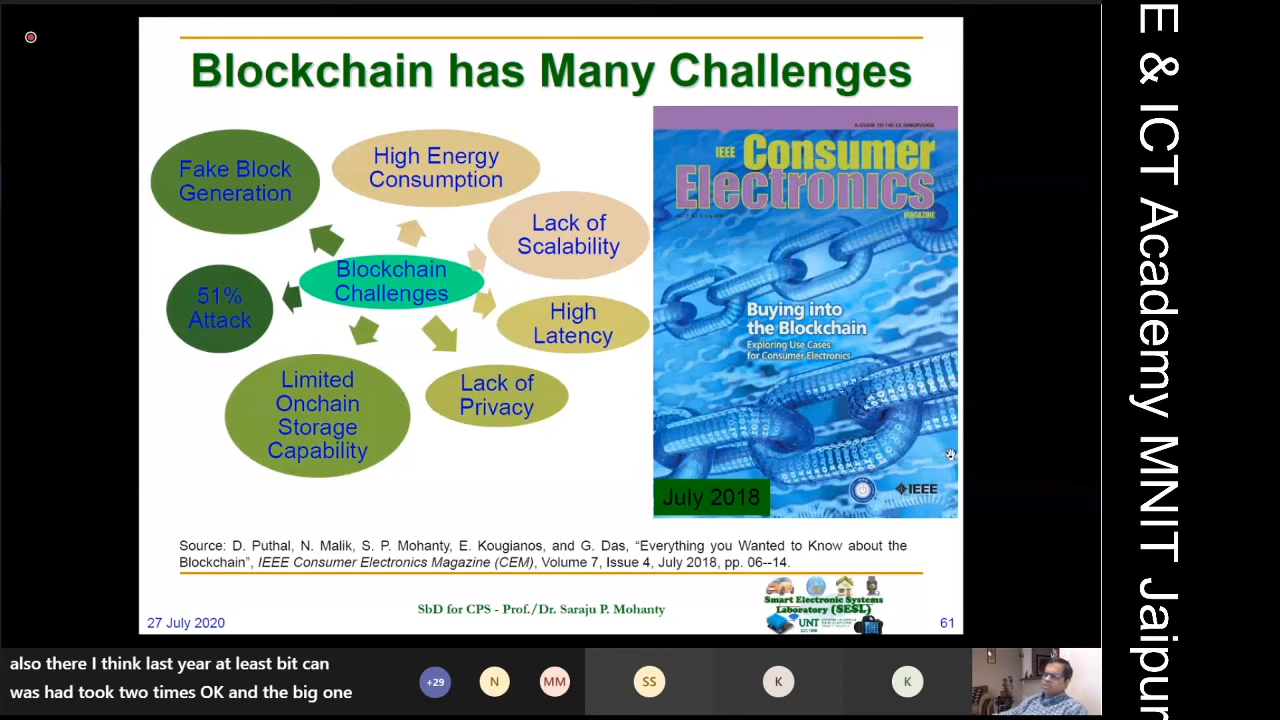 Blockchain has Many Challenges
Fake Block
Generation
High Energy
Consumption
Lack of
Scalability
Blockchain
Challenges
51%
Attack
High
Latency
Limited
Onchain
Storage
Capability
Lack of
Privacy
A GUIDE TO THE CE INNERVERSE
IEEE Consumer
Electronics
MAGAZINE
Buying into
the Blockchain
Exploring Use Cases
for Consumer Electronics
IEEE
July 2018
Source: D. Puthal, N. Malik, S. P. Mohanty, E. Kougianos, and G. Das, “Everything you Wanted to Know about the
Blockchain”, IEEE Consumer Electronics Magazine (CEM), Volume 7, Issue 4, July 2018, pp. 06--14.
SbD for CPS - Prof./Dr. Saraju P. Mohanty
Smart Electronic Systems
Laboratory (SESL)
UNT
27 July 2020
61
also there I think last year at least bit can
was had took two times OK and the big one
+29
N
MM
SS
K
K
E & ICT Academy MNIT Jaipur